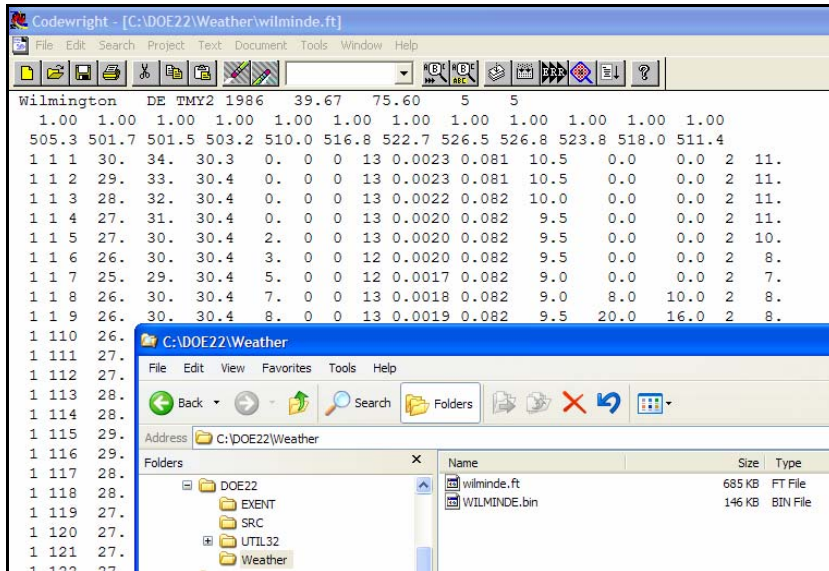 Codewright - [C:\DOE22\Weather\wilminde.ft]
File Edit Search Project Text Document Tools Window Help
Wilmington DE TMY2 1986 39.67 75.60 5 5
1.00 1.00 1.00 1.00 1.00 1.00 1.00 1.00 1.00 1.00 1.00 1.00
505.3 501.7 501.5 503.2 510.0 516.8 522.7 526.5 526.8 523.8 518.0 511.4
1 1 1 30. 34. 30.3 0. 0 0 13 0.0023 0.081 10.5 0.0 0.0 2 11.
1 1 2 29. 33. 30.4 0. 0 0 13 0.0023 0.081 10.5 0.0 0.0 2 11.
1 1 3 28. 32. 30.4 0. 0 0 13 0.0022 0.082 10.0 0.0 0.0 2 11.
1 1 4 27. 31. 30.4 0. 0 0 13 0.0020 0.082 9.5 0.0 0.0 2 11.
1 1 5 27. 30. 30.4 2. 0 0 13 0.0020 0.082 9.5 0.0 0.0 2 10.
1 1 6 26. 30. 30.4 3. 0 0 12 0.0020 0.082 9.5 0.0 0.0 2 8.
1 1 7 25. 29. 30.4 5. 0 0 12 0.0017 0.082 9.0 0.0 0.0 2 7.
1 1 8 26. 30. 30.4 7. 0 0 13 0.0018 0.082 9.0 8.0 10.0 2 8.
1 1 9 26. 30. 30.4 8. 0 0 13 0.0019 0.082 9.5 20.0 16.0 2 8.
1 110 26.
1 111 27.
1 112 27.
1 113 28.
1 114 28.
1 115 29.
1 116 29.
1 117 28.
1 118 28.
1 119 27.
1 120 27.
1 121 27.
1 122 27.
C:\DOE22\Weather
File Edit View Favorites Tools Help
Back Search Folders
Address C:\DOE22\Weather
Folders
DOE22
EXENT
SRC
UTIL32
Weather
Name Size Type
wilminde.ft 685 KB FT File
WILMINDE.bin 146 KB BIN File